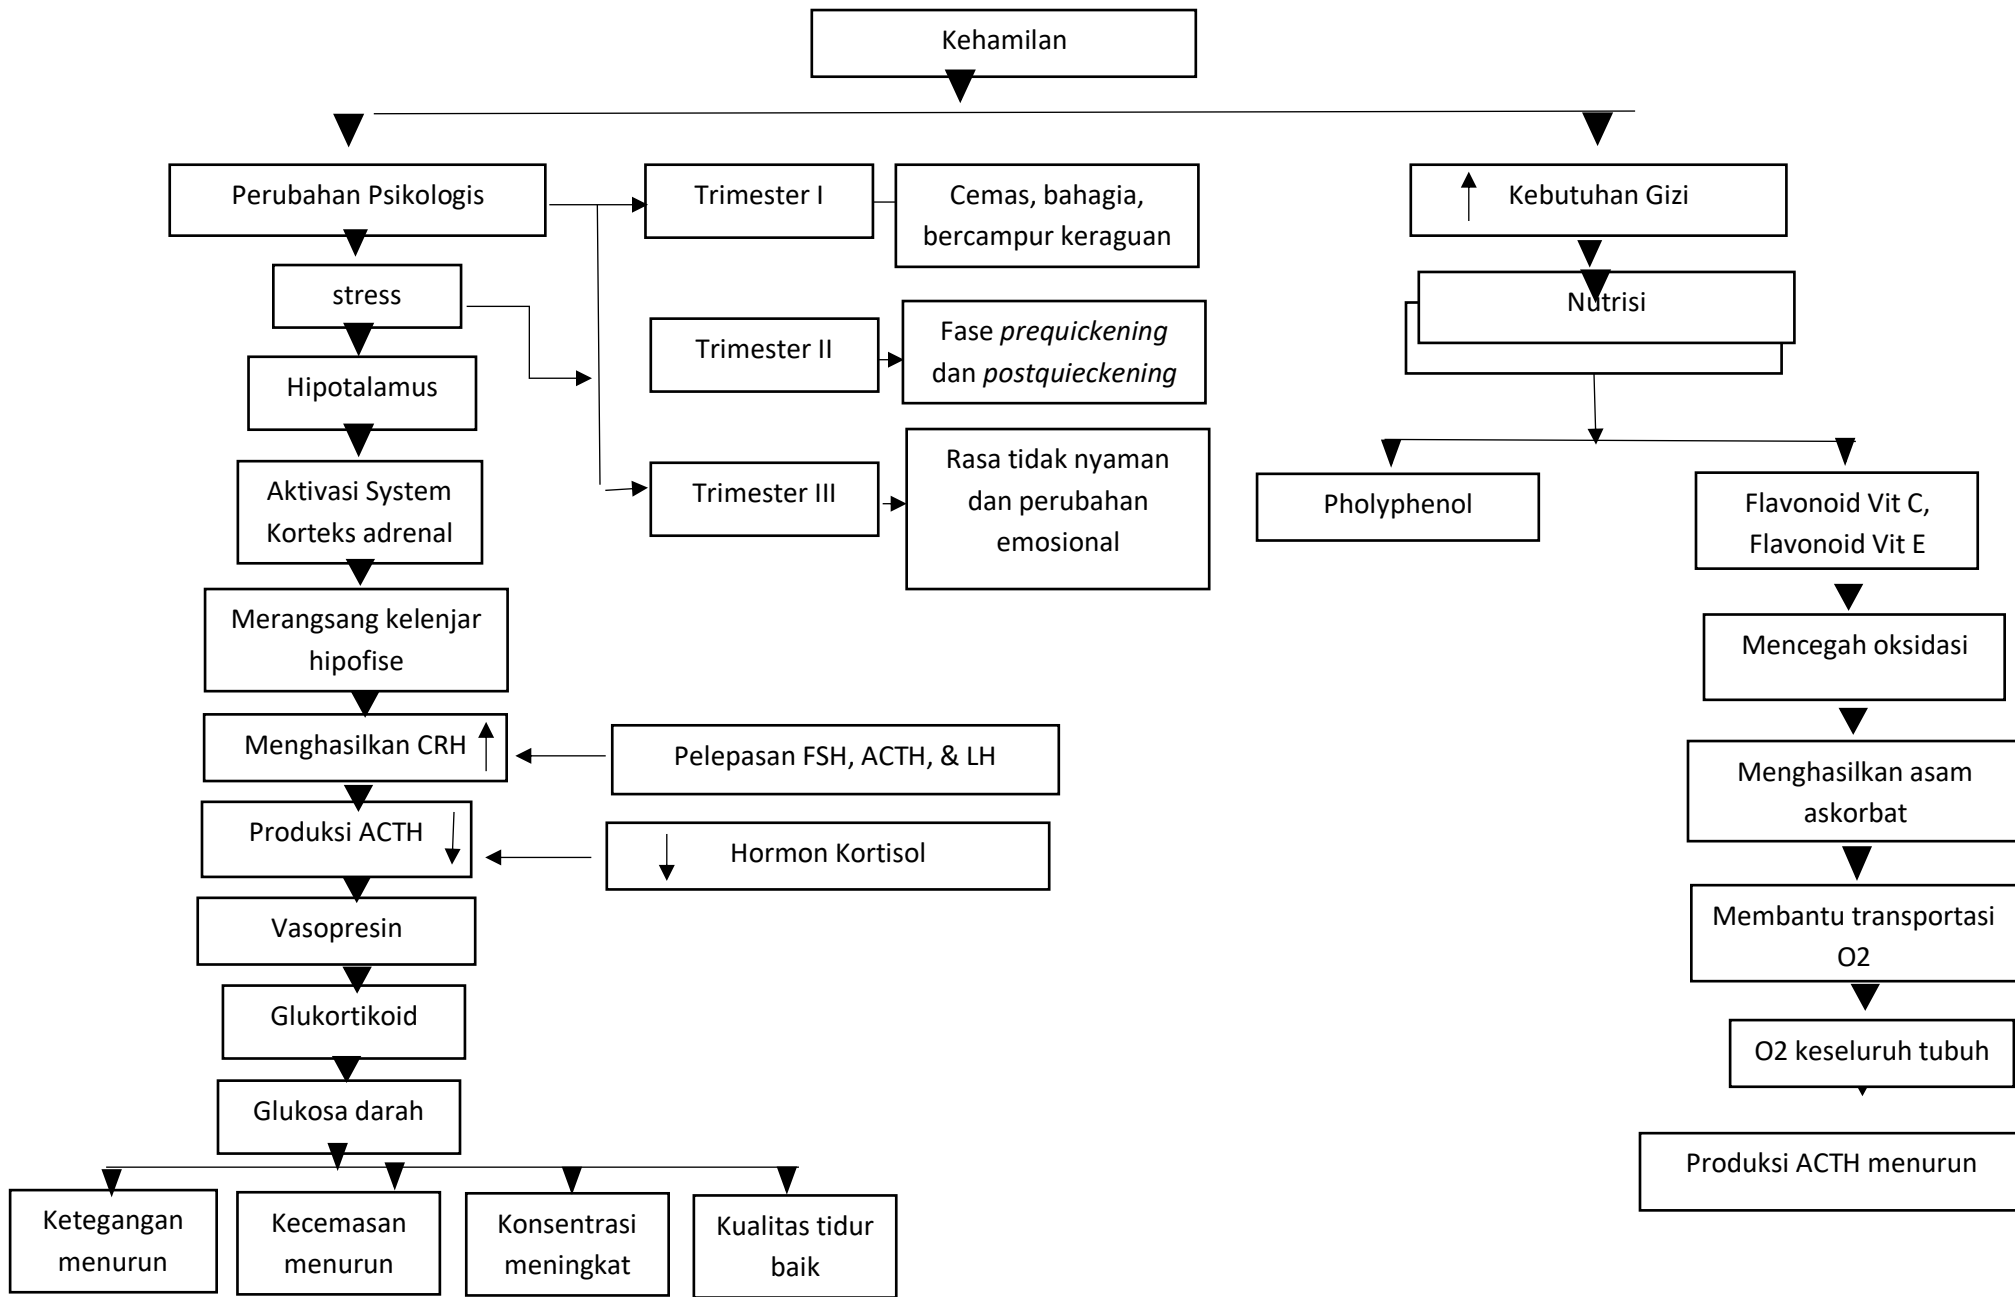 Kehamilan
Perubahan Psikologis
Trimester I
Cemas, bahagia,
bercampur keraguan
Kebutuhan Gizi
stress
Nutrisi
Trimester II
Fase prequickening
dan postquieckening
Hipotalamus
Aktivasi System
Korteks adrenal
Trimester III
Rasa tidak nyaman
dan perubahan
emosional
Pholyphenol
Flavonoid Vit C,
Flavonoid Vit E
Merangsang kelenjar
hipofise
Mencegah oksidasi
Menghasilkan CRH
Pelepasan FSH, ACTH, & LH
Menghasilkan asam
askorbat
Produksi ACTH
Hormon Kortisol
Vasopresin
Membantu transportasi
O2
Glukortikoid
O2 keseluruh tubuh
Glukosa darah
Produksi ACTH menurun
Ketegangan
menurun
Kecemasan
menurun
Konsentrasi
meningkat
Kualitas tidur
baik